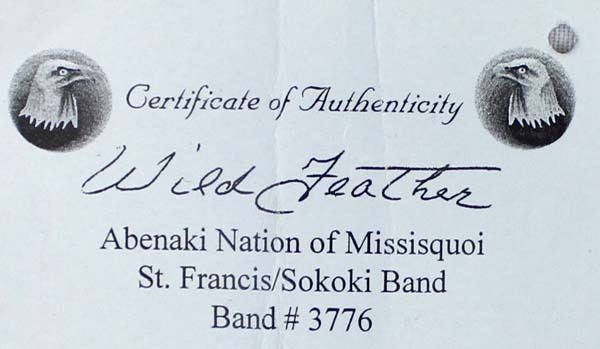 Certificate of Authenticity
Wild Feather
Abenaki Nation of Missisquoi
St. Francis/Sokoki Band
Band # 3776